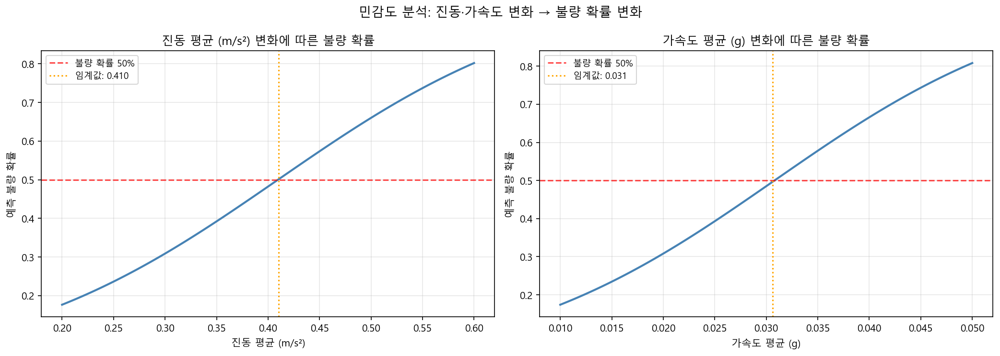 민감도 분석: 진동·가속도 변화 → 불량 확률 변화
진동 평균 (m/s²) 변화에 따른 불량 확률
불량 확률 50%
임계값: 0.410
예측 불량 확률
0.8
0.7
0.6
0.5
0.4
0.3
0.2
0.20 0.25 0.30 0.35 0.40 0.45 0.50 0.55 0.60
진동 평균 (m/s²)
가속도 평균 (g) 변화에 따른 불량 확률
불량 확률 50%
임계값: 0.031
예측 불량 확률
0.8
0.7
0.6
0.5
0.4
0.3
0.2
0.010 0.015 0.020 0.025 0.030 0.035 0.040 0.045 0.050
가속도 평균 (g)